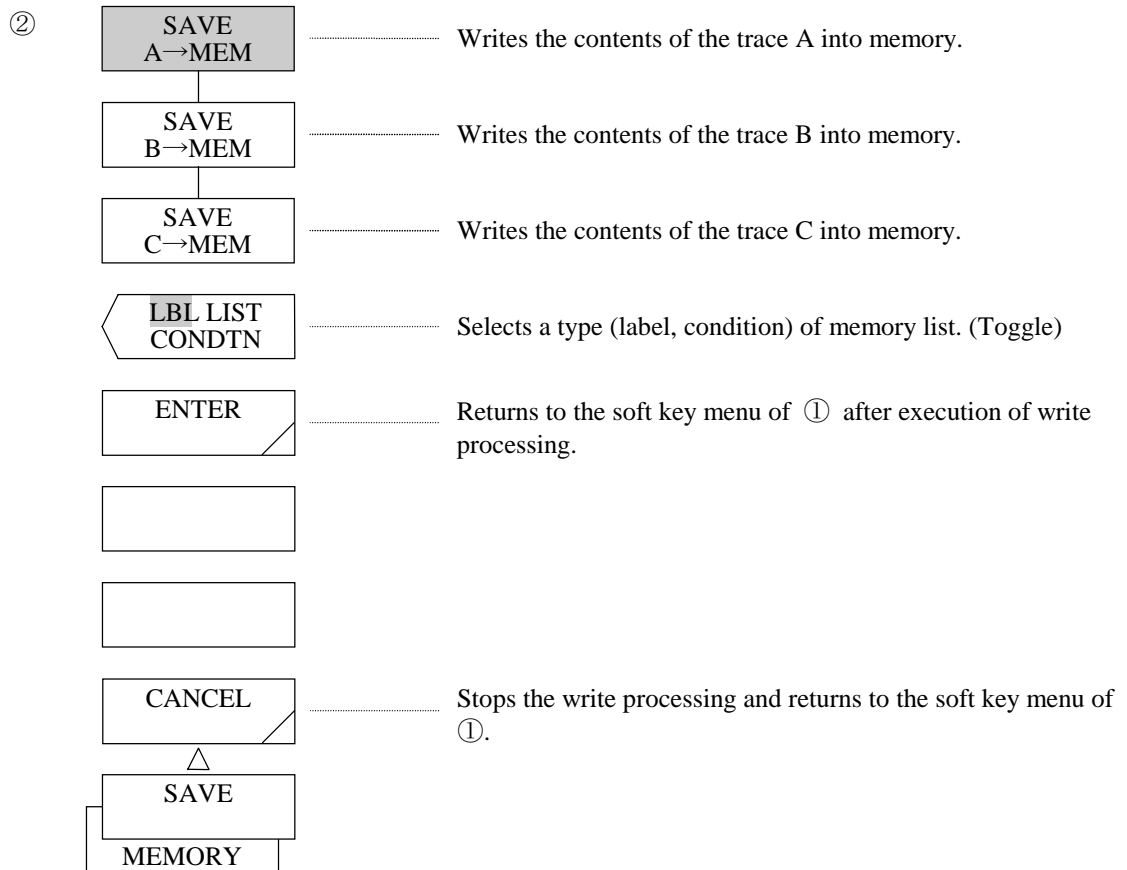 ②
SAVE
A→MEM
Writes the contents of the trace A into memory.
SAVE
B→MEM
Writes the contents of the trace B into memory.
SAVE
C→MEM
Writes the contents of the trace C into memory.
LBL LIST
CONDTN
Selects a type (label, condition) of memory list. (Toggle)
ENTER
Returns to the soft key menu of ① after execution of write
processing.
CANCEL
Stops the write processing and returns to the soft key menu of
①.
SAVE
MEMORY